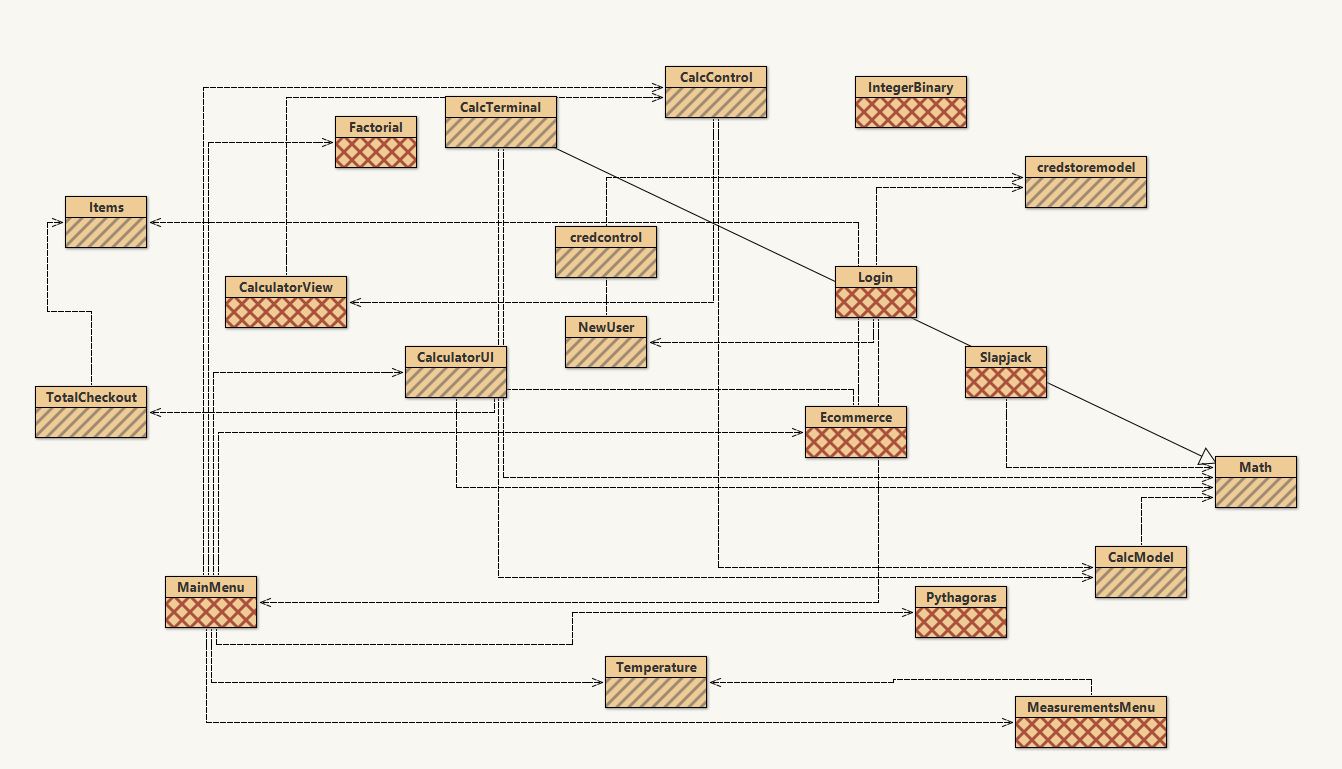 CalcControl
IntegerBinary
CalcTerminal
Factorial
credstoremodel
Items
credcontrol
Login
CalculatorView
NewUser
CalculatorUI
Slapjack
TotalCheckout
Ecommerce
Math
CalcModel
MainMenu
Pythagoras
Temperature
MeasurementsMenu